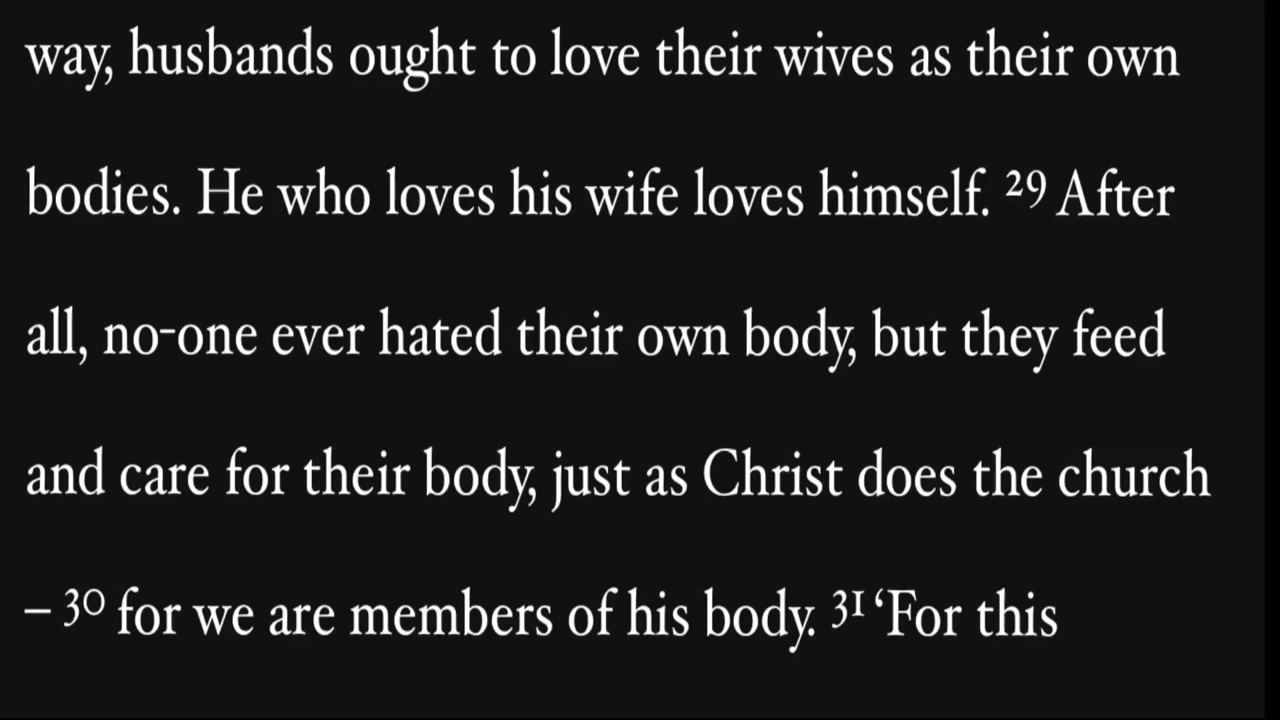 way, husbands ought to love their wives as their own
bodies. He who loves his wife loves himself. ²⁹ After
all, no-one ever hated their own body, but they feed
and care for their body, just as Christ does the church
– ³⁰ for we are members of his body. ³¹ ‘For this